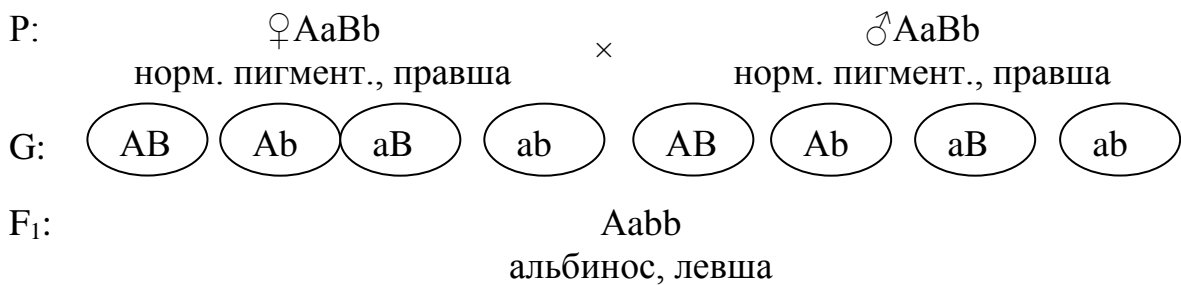 P: ♀AaBb × ♂AaBb
норм. пигмент., правша норм. пигмент., правша
G: AB Ab aB ab AB Ab aB ab
F₁: Aabb
альбинос, левша